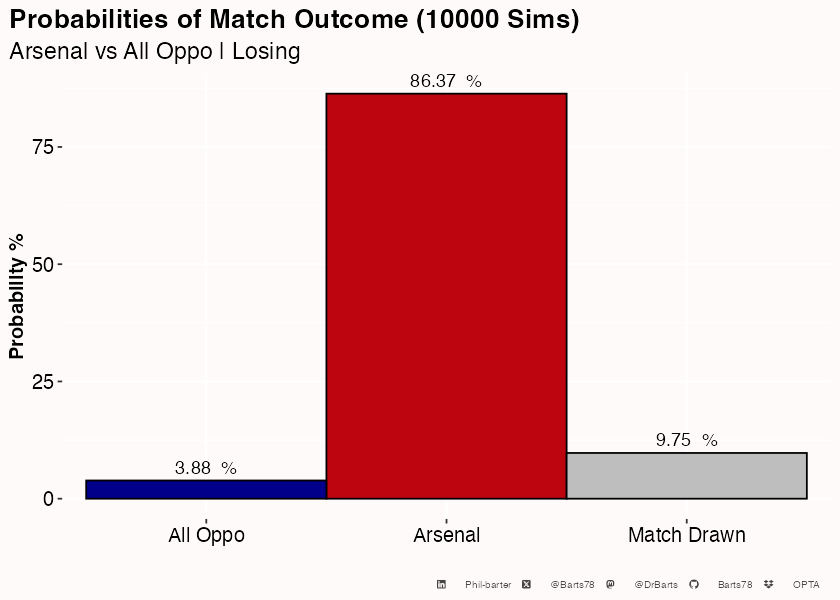 Probabilities of Match Outcome (10000 Sims)
Arsenal vs All Oppo | Losing
86.37 %
75
50
25
0
Probability %
9.75 %
3.88 %
All Oppo Arsenal Match Drawn
Phil-barter @Barts78 @DrBarts Barts78 OPTA